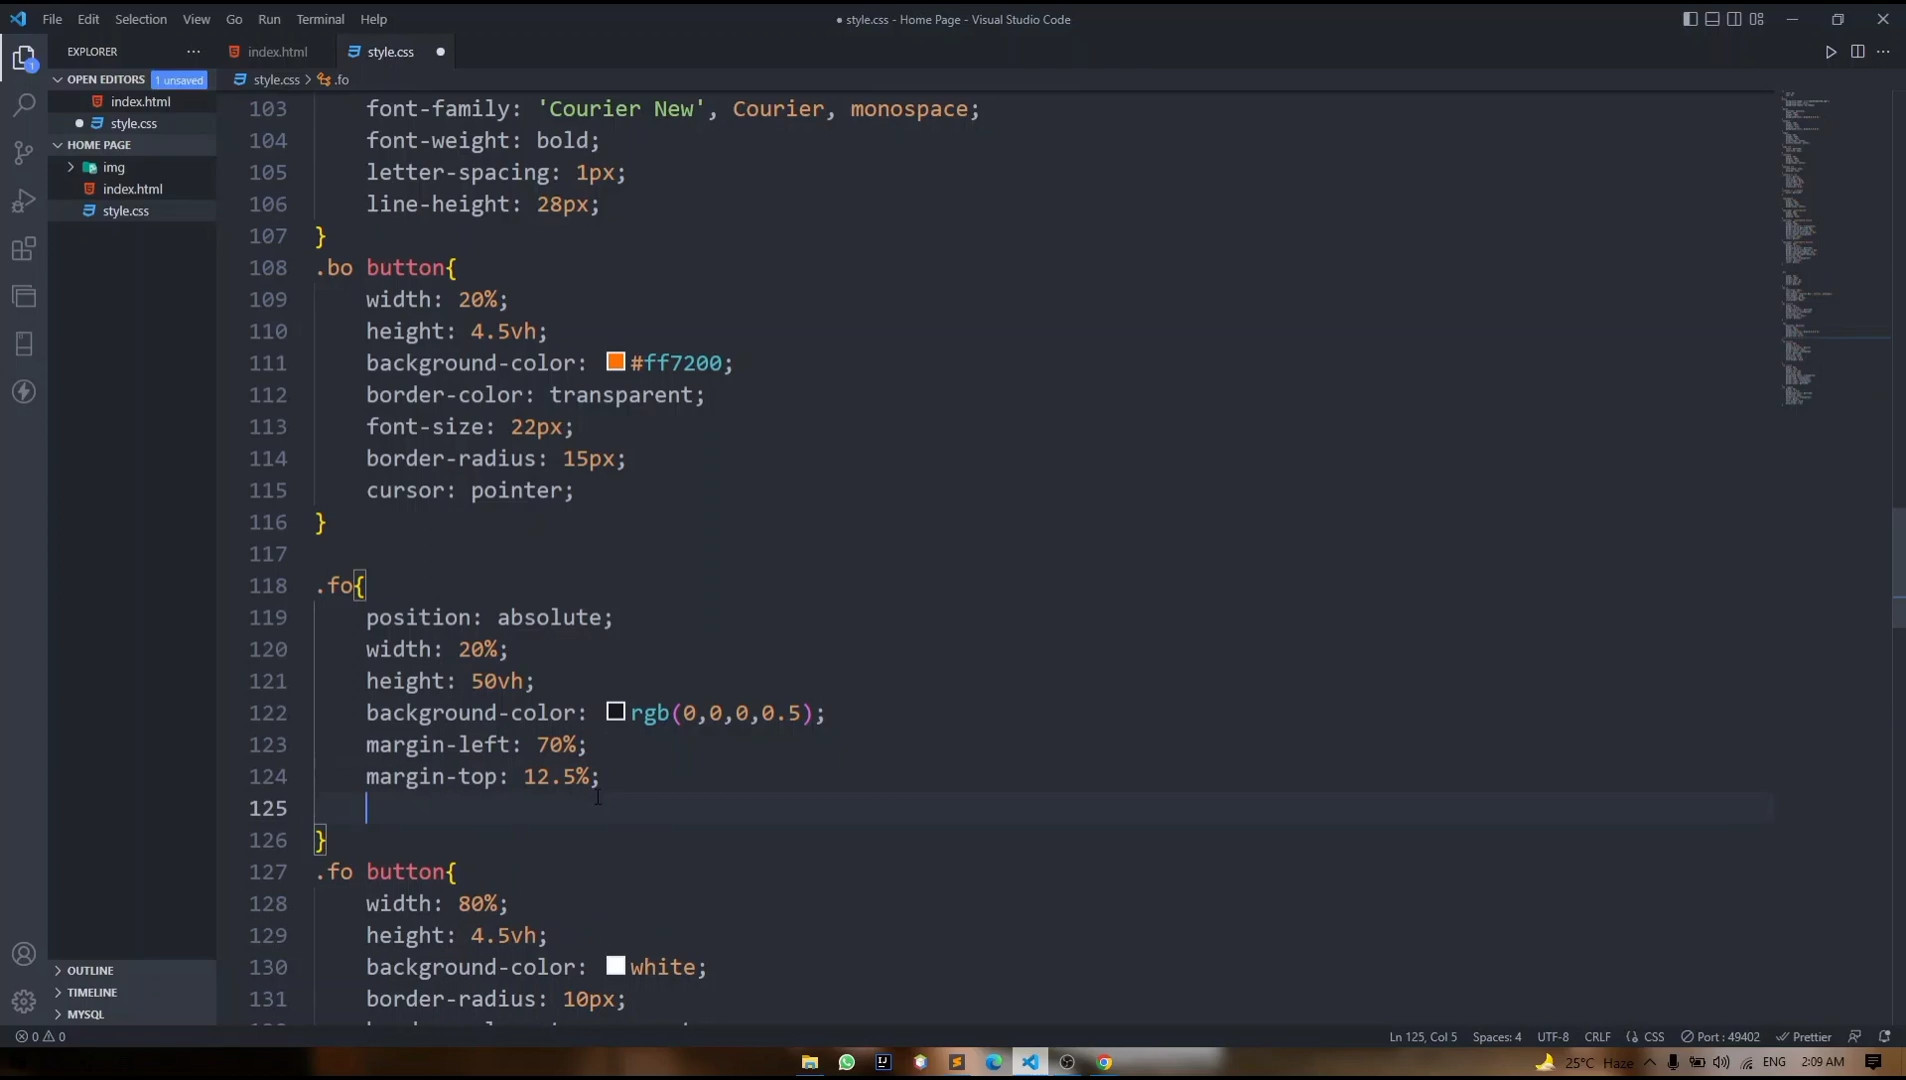 File Edit Selection View Go Run Terminal Help
● style.css - Home Page - Visual Studio Code
EXPLORER
index.html
style.css
OPEN EDITORS 1 unsaved
index.html
style.css
HOME PAGE
img
index.html
style.css
1
OUTLINE
TIMELINE
MYSQL
style.css > .fo
103 font-family: 'Courier New', Courier, monospace;
104 font-weight: bold;
105 letter-spacing: 1px;
106 line-height: 28px;
107 }
108 .bo button{
109 width: 20%;
110 height: 4.5vh;
111 background-color: #ff7200;
112 border-color: transparent;
113 font-size: 22px;
114 border-radius: 15px;
115 cursor: pointer;
116 }
117
118 .fo{
119 position: absolute;
120 width: 20%;
121 height: 50vh;
122 background-color: rgb(0,0,0,0.5);
123 margin-left: 70%;
124 margin-top: 12.5%;
125
126 }
127 .fo button{
128 width: 80%;
129 height: 4.5vh;
130 background-color: white;
131 border-radius: 10px;
0 0
Ln 125, Col 5 Spaces: 4 UTF-8 CRLF {} CSS Port : 49402 Prettier
25°C Haze ENG 2:09 AM